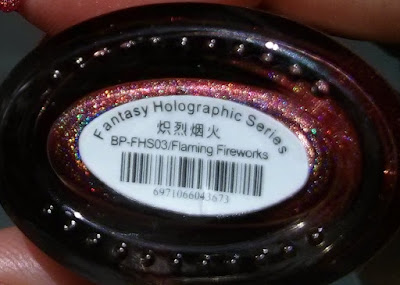 Fantasy Holographic Series
炽烈烟火
BP-FHS03/Flaming Fireworks
6971066043673